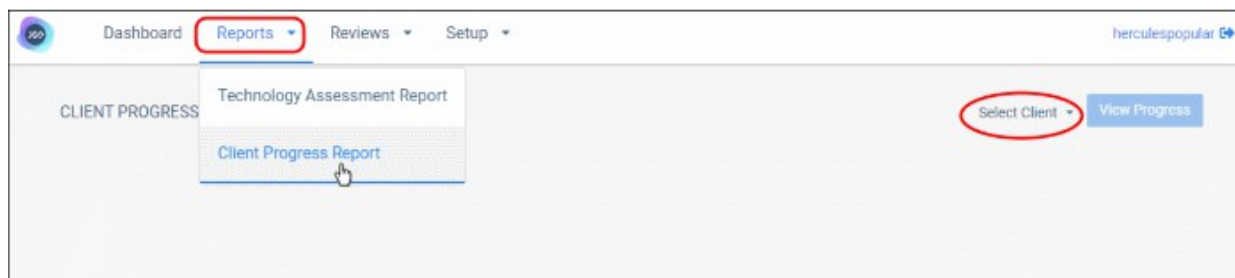 Dashboard Reports Reviews Setup herculespopular
Technology Assessment Report
CLIENT PROGRESS Select Client View Progress
Client Progress Report